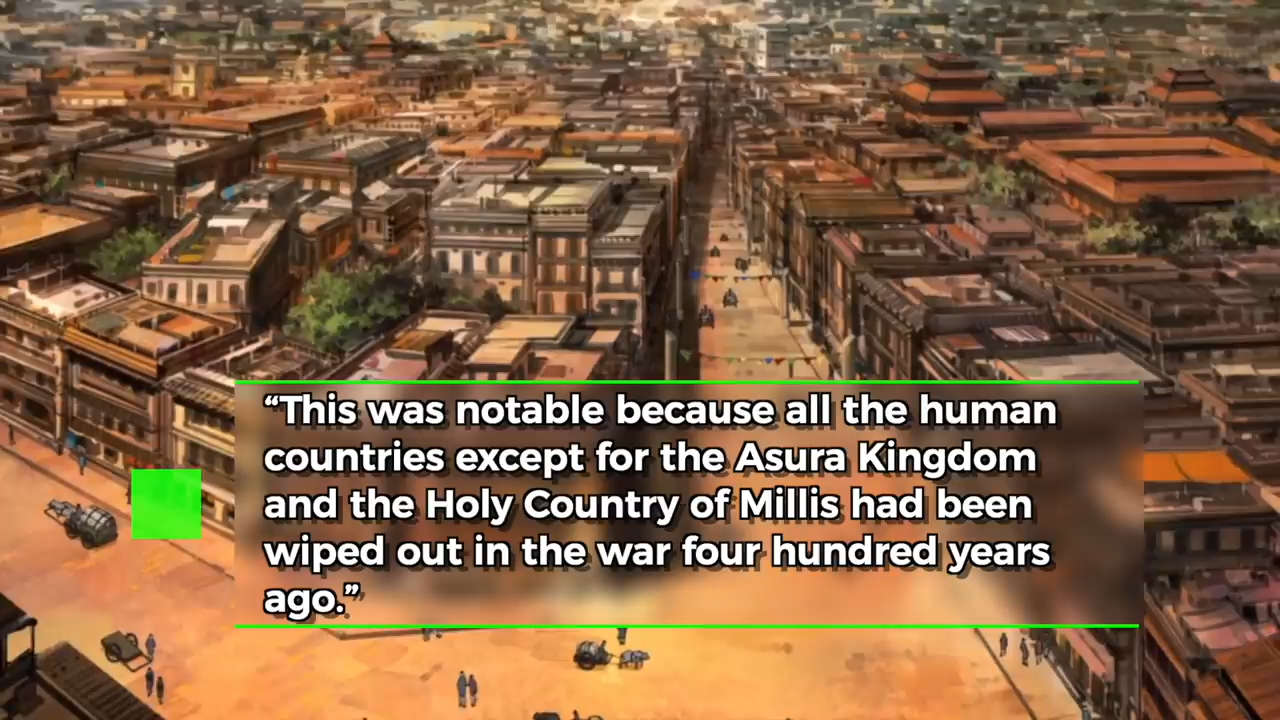 “This was notable because all the human
countries except for the Asura Kingdom
and the Holy Country of Millis had been
wiped out in the war four hundred years
ago.”